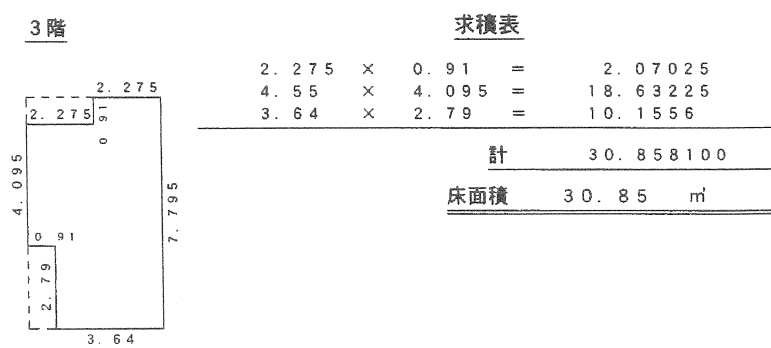 3階
求積表
2.275 × 0.91 = 2.07025
4.55 × 4.095 = 18.63225
3.64 × 2.79 = 10.1556
計 30.858100
床面積 30.85 ㎡
2.275
2.275
0.91
4.095
7.795
0.91
2.79
3.64